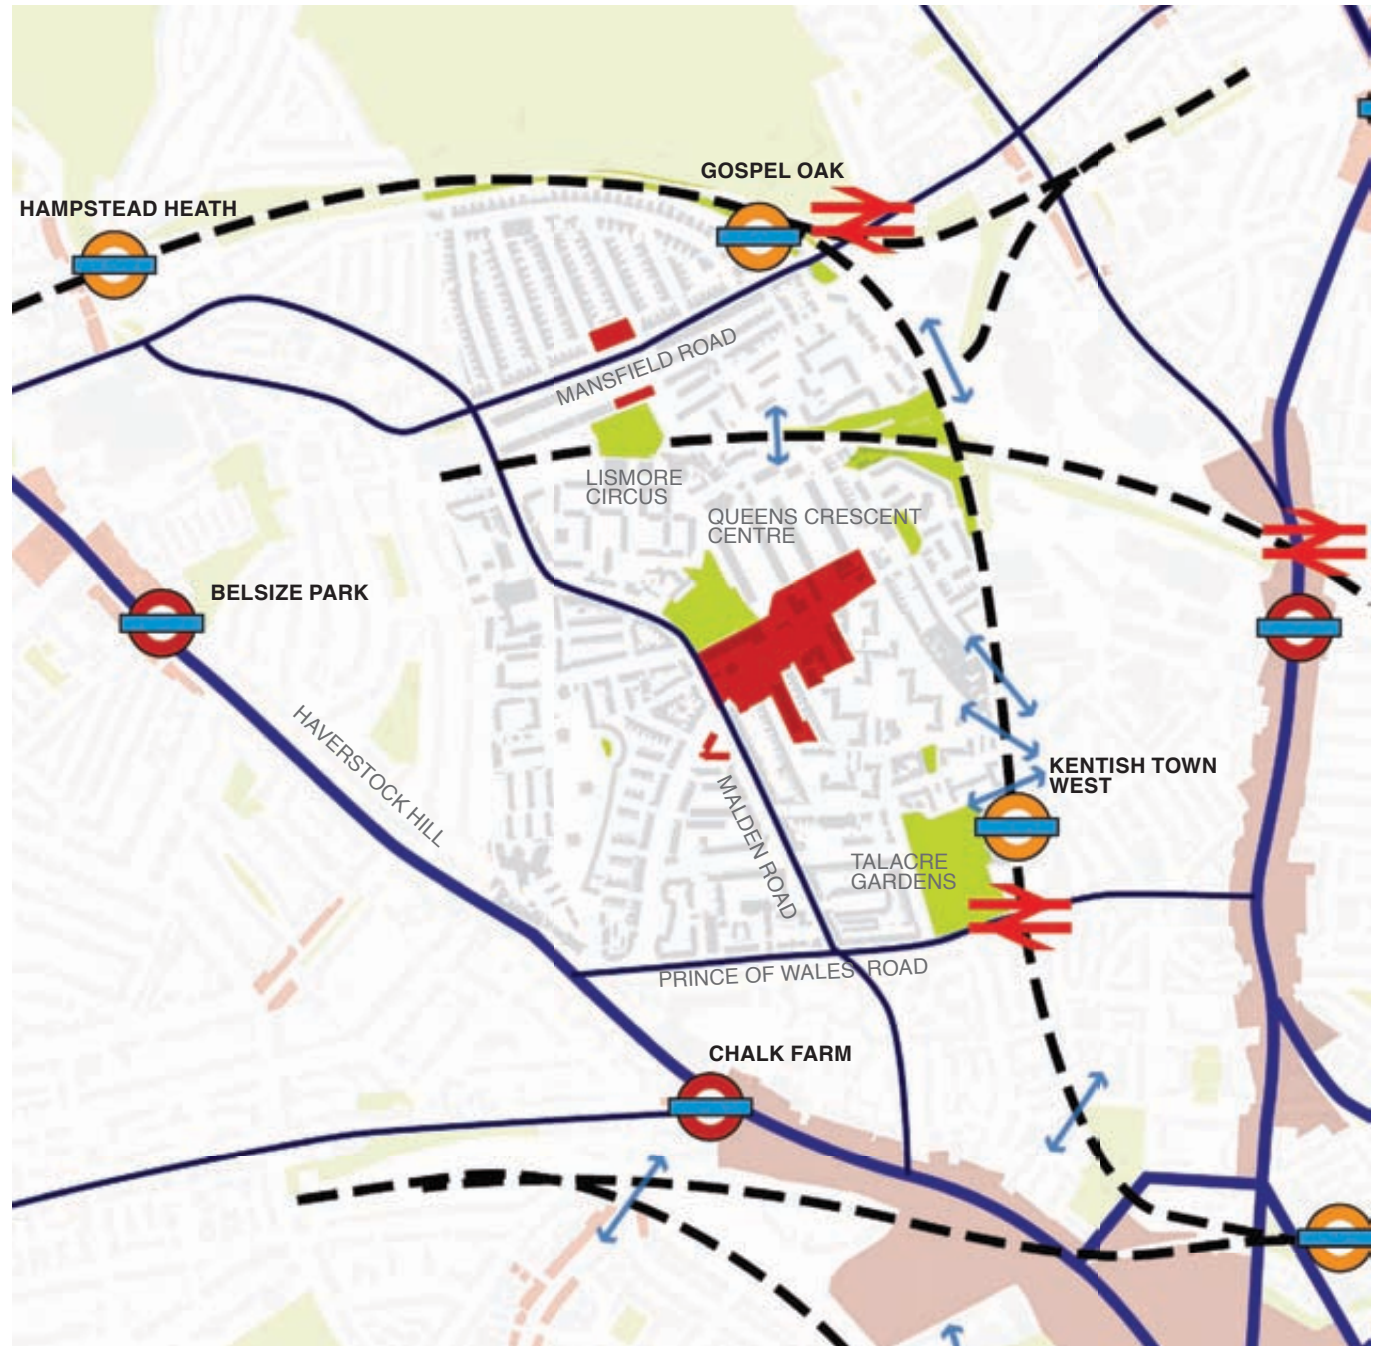 GOSPEL OAK
HAMPSTEAD HEATH
MANSFIELD ROAD
LISMORE
CIRCUS
QUEENS CRESCENT
CENTRE
BELSIZE PARK
HAVERSTOCK HILL
KENTISH TOWN
WEST
MALDEN ROAD
TALACRE
GARDENS
PRINCE OF WALES ROAD
CHALK FARM